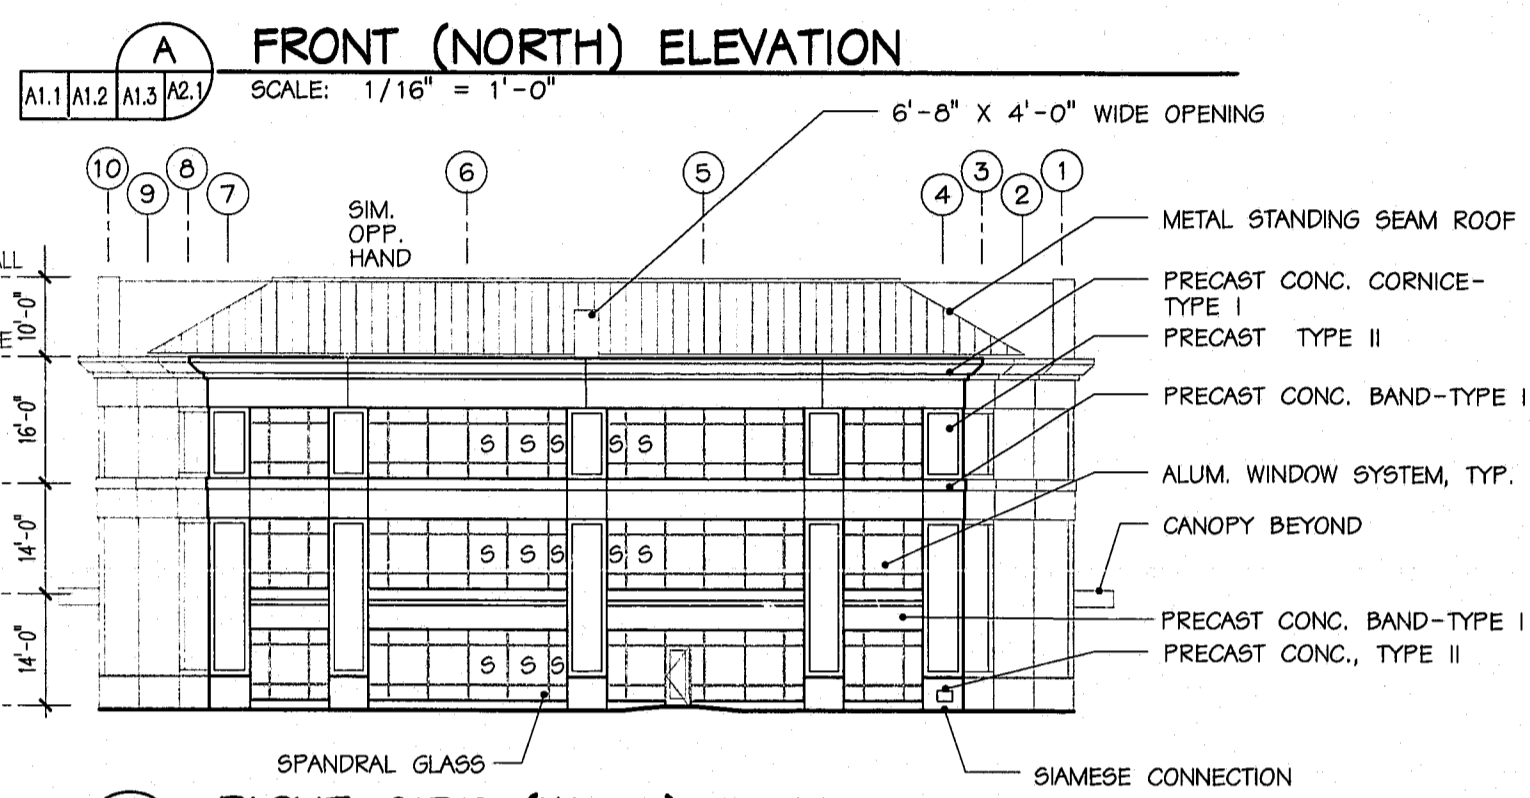 A
FRONT (NORTH) ELEVATION
A1.1 A1.2 A1.3 A2.1
SCALE: 1/16" = 1'-0"
6'-8" X 4'-0" WIDE OPENING
10 9 8 7 6 5 4 3 2 1
SIM.
OPP.
HAND
METAL STANDING SEAM ROOF
10'-0"
PRECAST CONC. CORNICE-
TYPE I
PRECAST TYPE II
16'-0"
PRECAST CONC. BAND-TYPE I
S S S S S
ALUM. WINDOW SYSTEM, TYP.
14'-0"
CANOPY BEYOND
S S S S S
14'-0"
PRECAST CONC. BAND-TYPE I
PRECAST CONC., TYPE II
S S S
SPANDRAL GLASS
SIAMESE CONNECTION